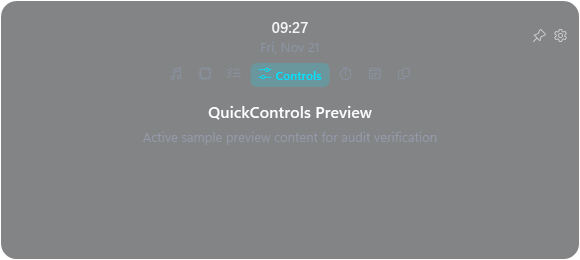 09:27
Fri, Nov 21
Controls
QuickControls Preview
Active sample preview content for audit verification